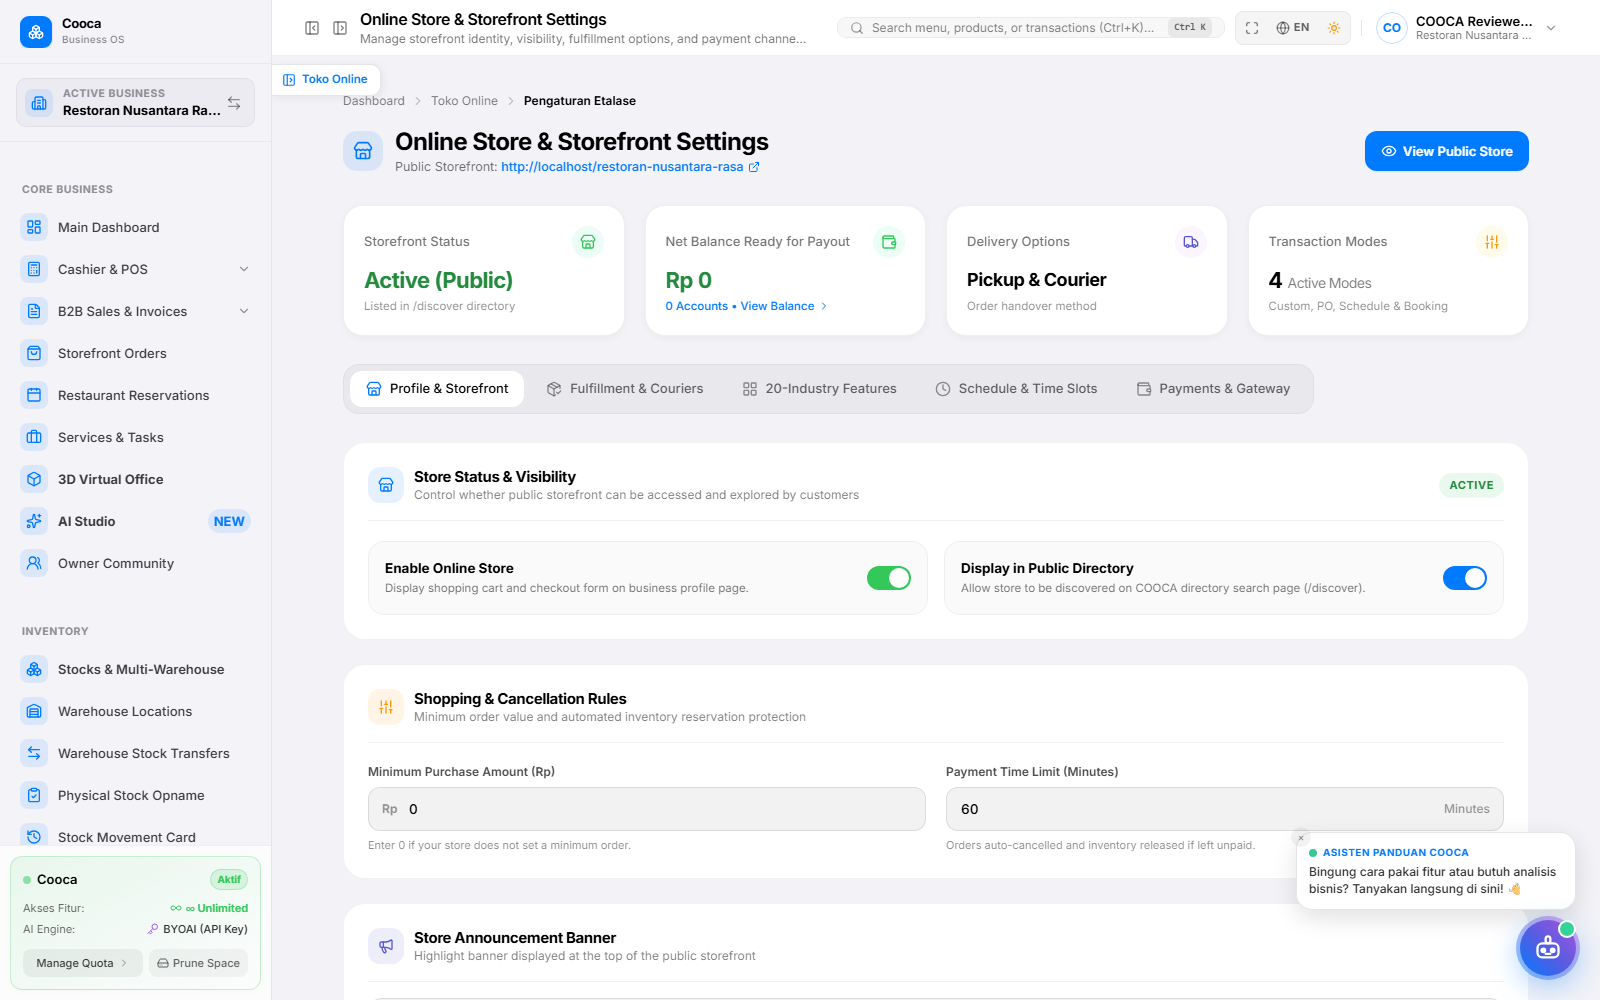 Cooca
Business OS
ACTIVE BUSINESS
Restoran Nusantara Ra...
CORE BUSINESS
Main Dashboard
Cashier & POS
B2B Sales & Invoices
Storefront Orders
Restaurant Reservations
Services & Tasks
3D Virtual Office
AI Studio
NEW
Owner Community
INVENTORY
Stocks & Multi-Warehouse
Warehouse Locations
Warehouse Stock Transfers
Physical Stock Opname
Stock Movement Card
Cooca
Aktif
Akses Fitur:
∞ Unlimited
AI Engine:
BYOAI (API Key)
Manage Quota
Prune Space
Online Store & Storefront Settings
Manage storefront identity, visibility, fulfillment options, and payment channe...
Search menu, products, or transactions (Ctrl+K)...
Ctrl K
EN
CO
COOCA Reviewe...
Restoran Nusantara ...
Toko Online
Dashboard
Toko Online
Pengaturan Etalase
Online Store & Storefront Settings
Public Storefront: http://localhost/restoran-nusantara-rasa
View Public Store
Storefront Status
Active (Public)
Listed in /discover directory
Net Balance Ready for Payout
Rp 0
0 Accounts • View Balance
Delivery Options
Pickup & Courier
Order handover method
Transaction Modes
4 Active Modes
Custom, PO, Schedule & Booking
Profile & Storefront
Fulfillment & Couriers
20-Industry Features
Schedule & Time Slots
Payments & Gateway
Store Status & Visibility
Control whether public storefront can be accessed and explored by customers
ACTIVE
Enable Online Store
Display shopping cart and checkout form on business profile page.
Display in Public Directory
Allow store to be discovered on COOCA directory search page (/discover).
Shopping & Cancellation Rules
Minimum order value and automated inventory reservation protection
Minimum Purchase Amount (Rp)
Rp 0
Enter 0 if your store does not set a minimum order.
Payment Time Limit (Minutes)
60
Minutes
Orders auto-cancelled and inventory released if left unpaid.
Store Announcement Banner
Highlight banner displayed at the top of the public storefront
×
ASISTEN PANDUAN COOCA
Bingung cara pakai fitur atau butuh analisis
bisnis? Tanyakan langsung di sini! 👋